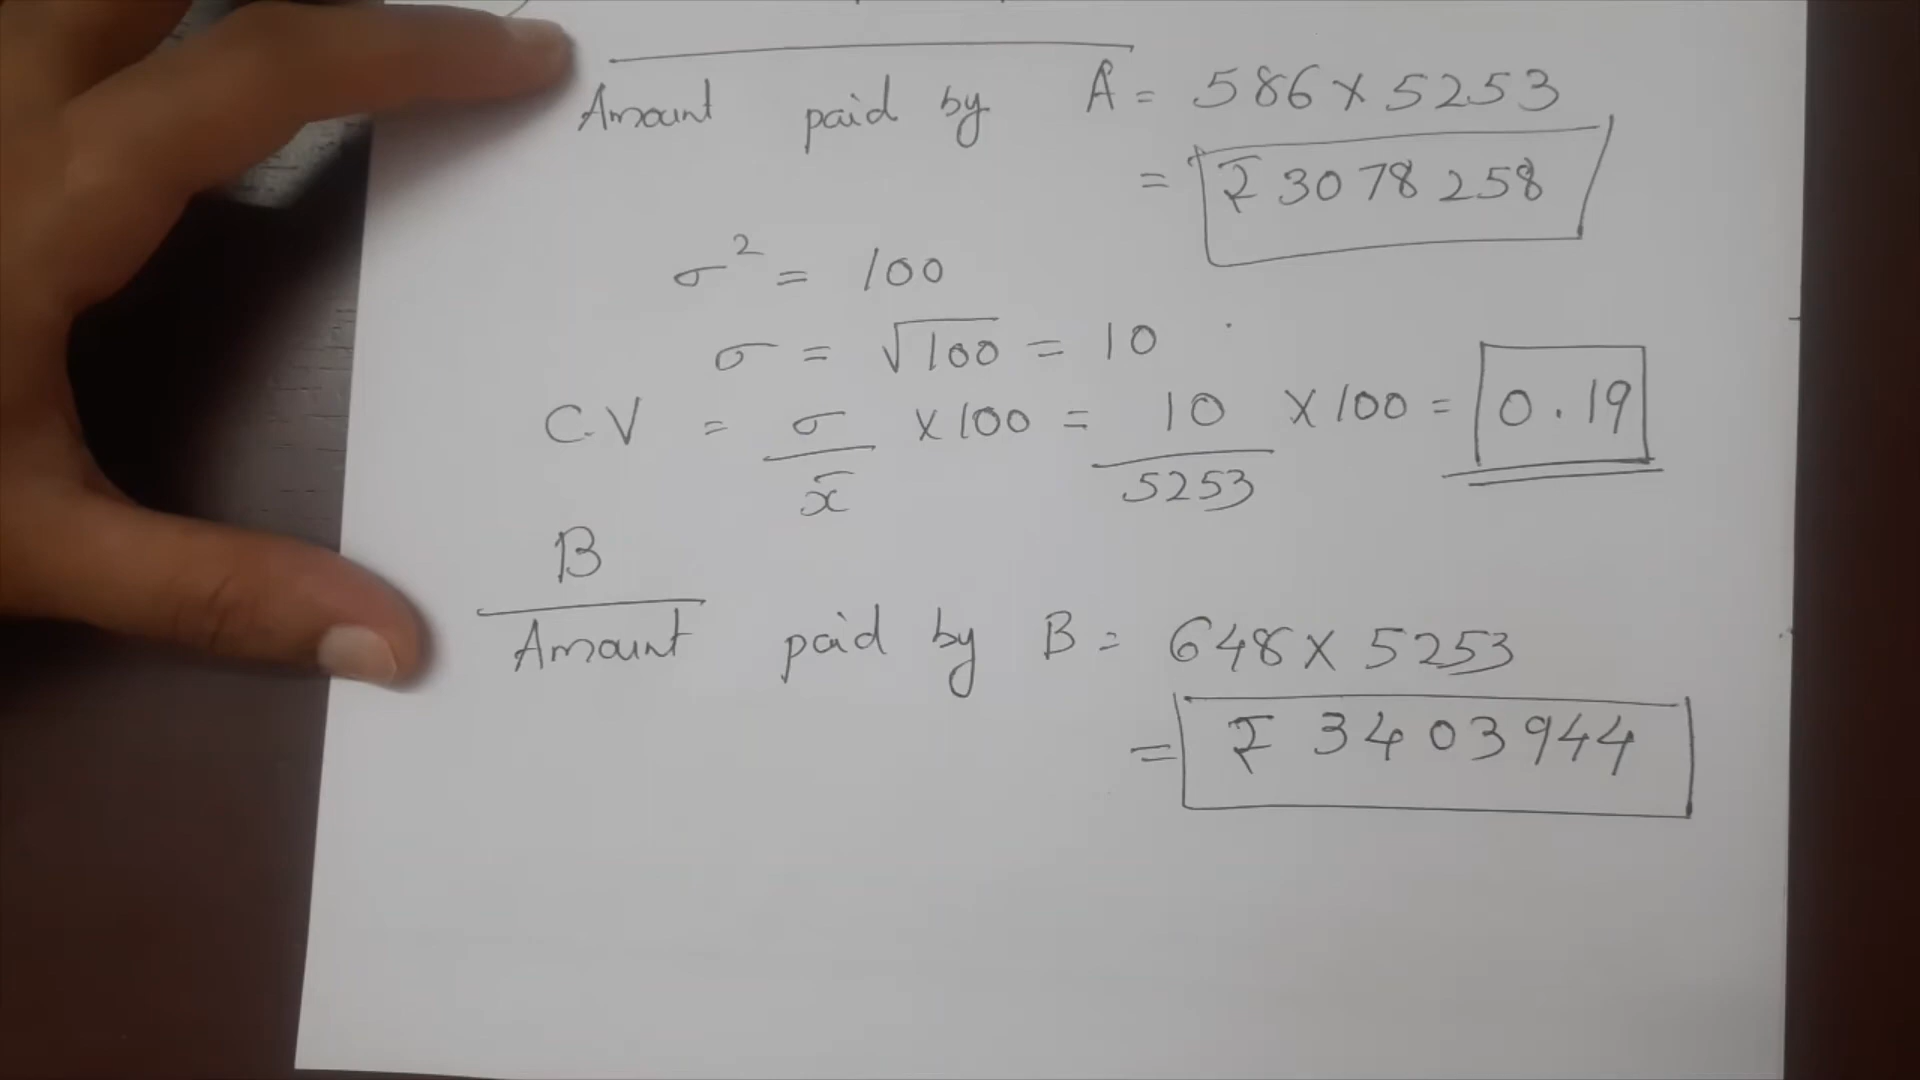 Amount paid by A = 586 × 5253
= ₹ 3078258
σ² = 100
σ = √100 = 10
C.V = σ/x̄ × 100 = 10/5253 × 100 = 0.19
B
Amount paid by B = 648 × 5253
= ₹ 3403944